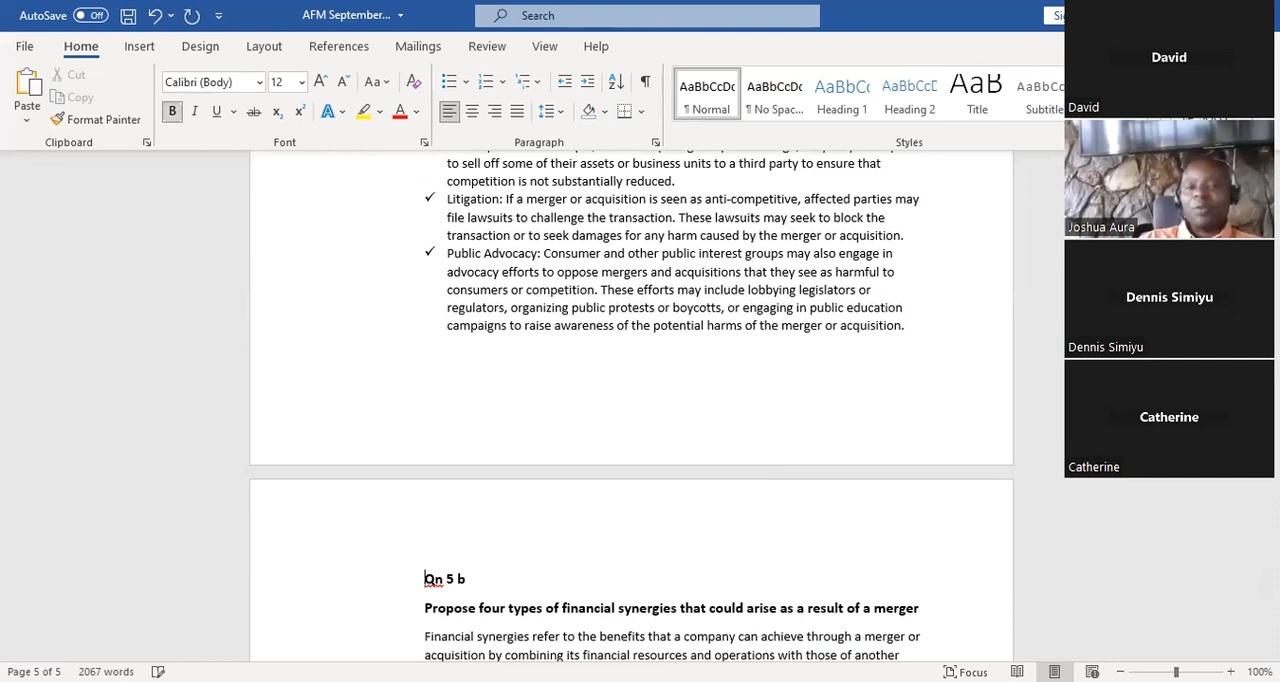 AutoSave Off AFM September... Search
File Home Insert Design Layout References Mailings Review View Help
Paste Cut Copy Format Painter Clipboard
Calibri (Body) 12 Font
Paragraph
AaBbCcDc ¶ Normal AaBbCcDc ¶ No Spac... AaBbC Heading 1 AaBbCcD Heading 2 AaB Title AaBbCcD Subtitle Styles
to sell off some of their assets or business units to a third party to ensure that
competition is not substantially reduced.
✓ Litigation: If a merger or acquisition is seen as anti-competitive, affected parties may
file lawsuits to challenge the transaction. These lawsuits may seek to block the
transaction or to seek damages for any harm caused by the merger or acquisition.
✓ Public Advocacy: Consumer and other public interest groups may also engage in
advocacy efforts to oppose mergers and acquisitions that they see as harmful to
consumers or competition. These efforts may include lobbying legislators or
regulators, organizing public protests or boycotts, or engaging in public education
campaigns to raise awareness of the potential harms of the merger or acquisition.
Qn 5 b
Propose four types of financial synergies that could arise as a result of a merger
Financial synergies refer to the benefits that a company can achieve through a merger or
acquisition by combining its financial resources and operations with those of another
Page 5 of 5 2067 words Focus 100%
David
David
Joshua Aura
Dennis Simiyu
Dennis Simiyu
Catherine
Catherine